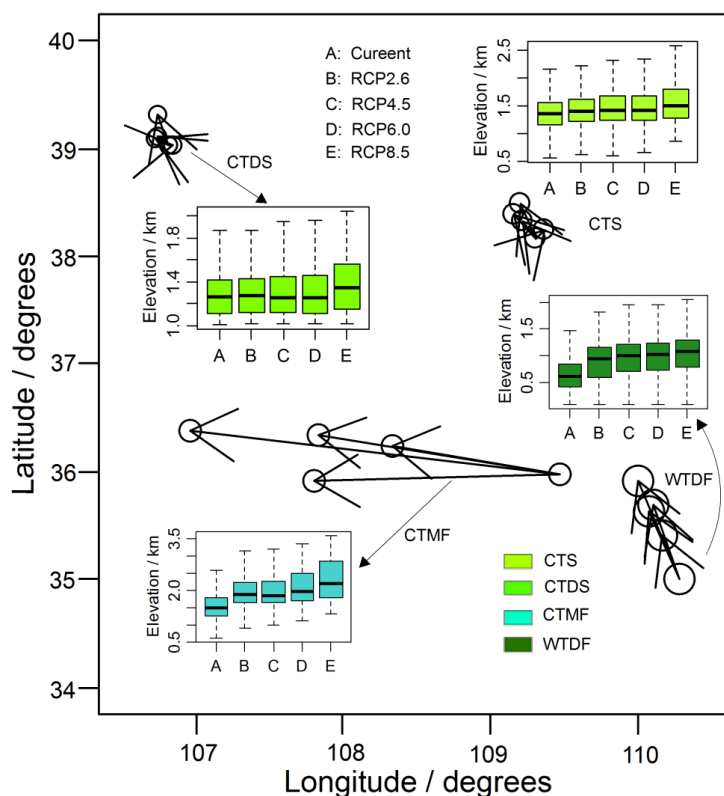 40
39
38
37
36
35
34
Latitude / degrees
107
108
109
110
Longitude / degrees
A: Cureent
B: RCP2.6
C: RCP4.5
D: RCP6.0
E: RCP8.5
Elevation / km
2.5
1.5
0.5
A B C D E
CTS
CTDS
Elevation / km
1.8
1.4
1.0
A B C D E
Elevation / km
1.5
0.5
A B C D E
WTDF
CTMF
Elevation / km
3.5
2.0
0.5
A B C D E
CTS
CTDS
CTMF
WTDF